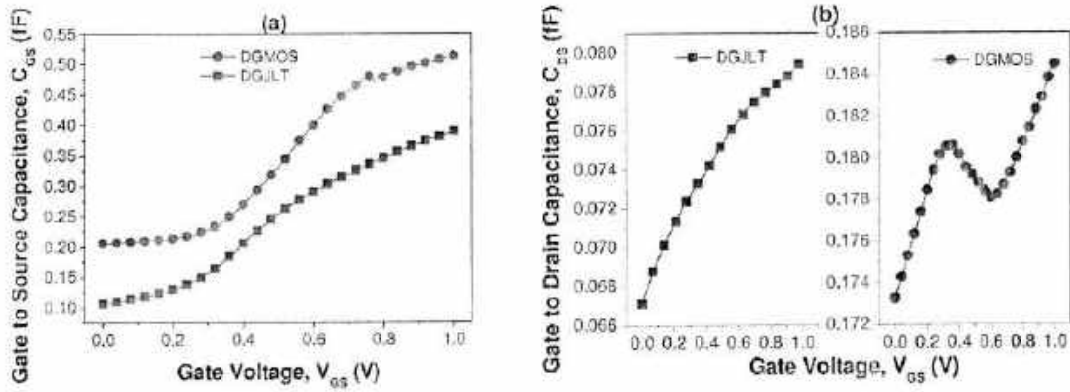 (a)
Gate to Source Capacitance, C_GS (fF)
0.55
0.50
0.45
0.40
0.35
0.30
0.25
0.20
0.15
0.10
DGMOS
DGJLT
0.0 0.2 0.4 0.6 0.8 1.0
Gate Voltage, V_GS (V)
(b)
Gate to Drain Capacitance, C_DS (fF)
0.080
0.078
0.076
0.074
0.072
0.070
0.068
0.066
DGJLT
0.0 0.2 0.4 0.6 0.8 1.0
0.186
0.184
0.182
0.180
0.178
0.176
0.174
0.172
DGMOS
0.0 0.2 0.4 0.6 0.8 1.0
Gate Voltage, V_GS (V)